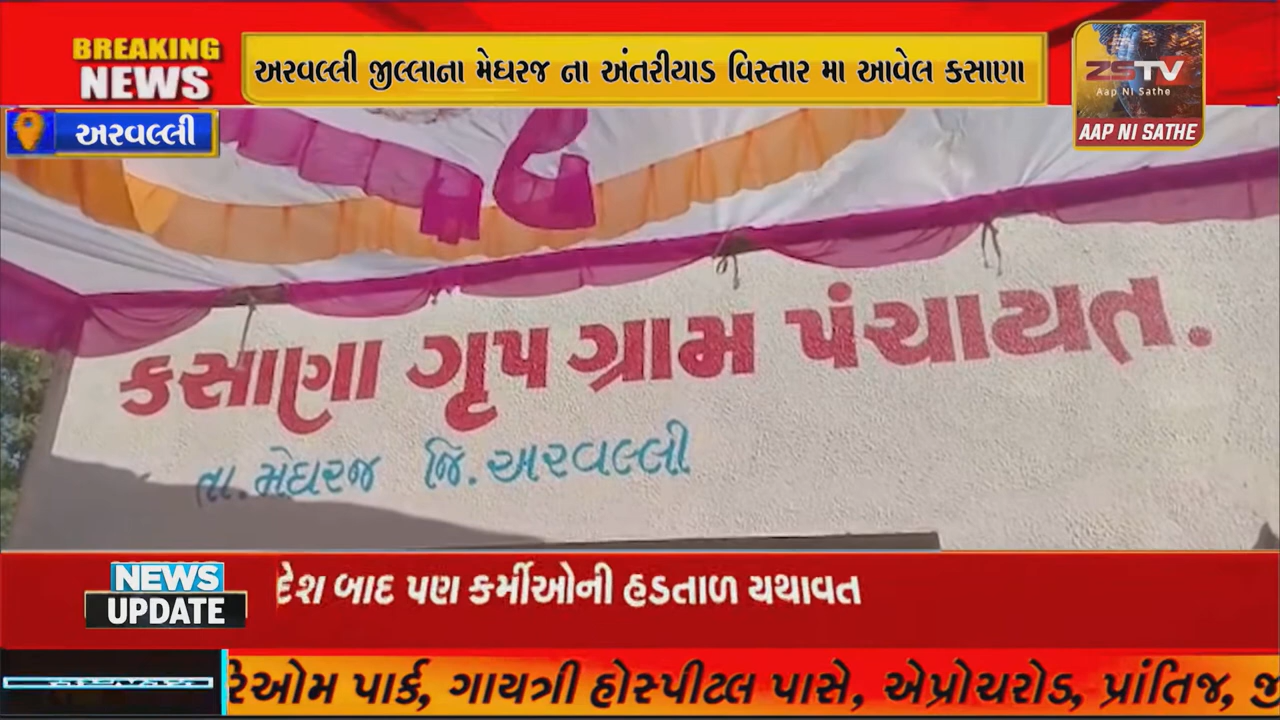 BREAKING
NEWS
અરવલ્લી જીલ્લાના મેઘરજ ના અંતરીયાડ વિસ્તાર મા આવેલ કસાણા
ZSTV
Aap Ni Sathe
AAP NI SATHE
અરવલ્લી
કસાણા ગૃપ ગ્રામ પંચાયત.
તા. મેઘરજ જિ. અરવલ્લી
NEWS
UPDATE
દેશ બાદ પણ કર્મીઓની હડતાળ યથાવત
રિઓમ પાર્ક, ગાયત્રી હોસ્પીટલ પાસે, એપ્રોચરોડ, પ્રાંતિજ, જી